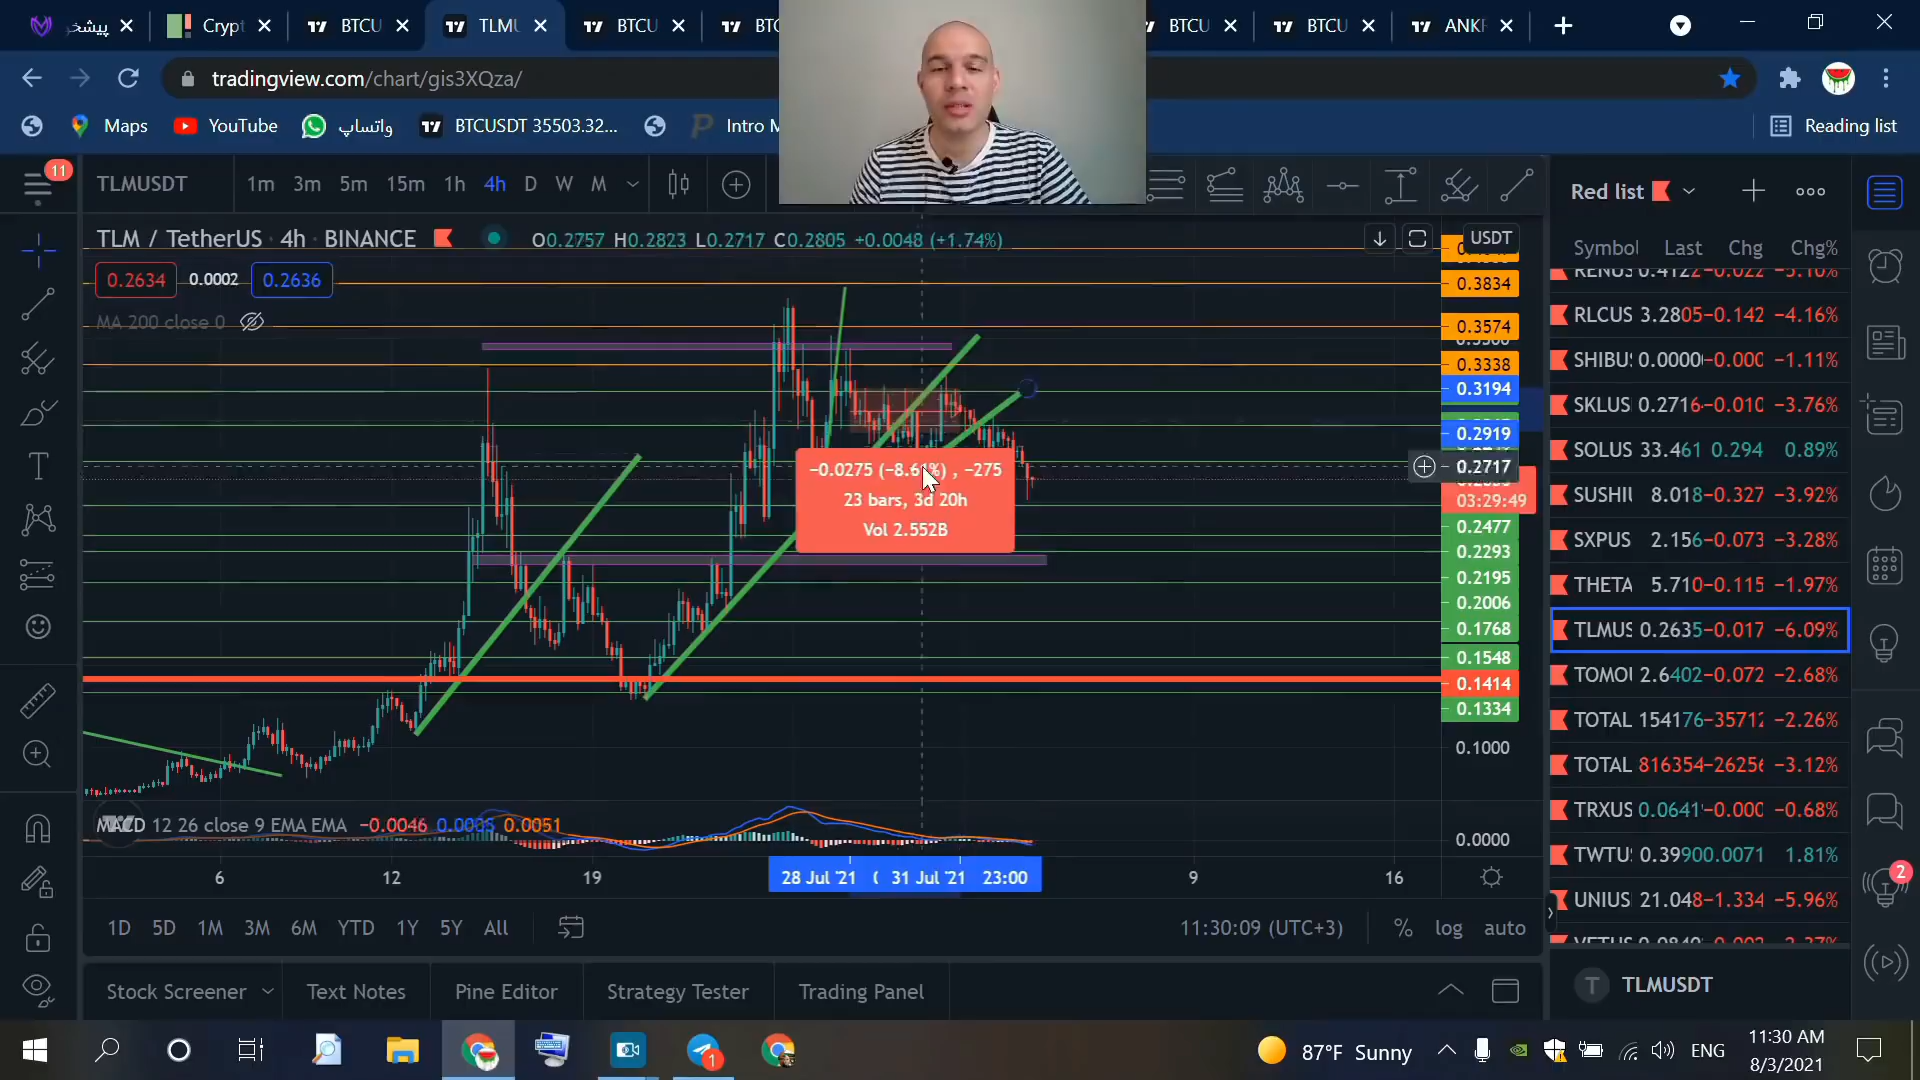 پیشخو
Crypt
BTCU
TLMU
BTCU
BTC
BTCU
BTCU
ANKR
tradingview.com/chart/gis3XQza/
Maps
YouTube
واتساپ
BTCUSDT 35503.32...
Intro
Reading list
11
TLMUSDT
1m 3m 5m 15m 1h 4h D W M
Red list
TLM / TetherUS · 4h · BINANCE
O0.2757 H0.2823 L0.2717 C0.2805 +0.0048 (+1.74%)
USDT
Symbol Last Chg Chg%
0.2634 0.0002 0.2636
MA 200 close 0
0.3834
0.3574
0.3338
0.3194
0.2919
0.2717
03:29:49
0.2477
0.2293
0.2195
0.2006
0.1768
0.1548
0.1414
0.1334
0.1000
0.0000
−0.0275 (−8.61%) , −275
23 bars, 3d 20h
Vol 2.552B
RLCUS 3.2805 −0.142 −4.16%
SHIBU 0.0000 −0.000 −1.11%
SKLUS 0.2716 −0.010 −3.76%
SOLUS 33.461 0.294 0.89%
SUSHI 8.018 −0.327 −3.92%
SXPUS 2.156 −0.073 −3.28%
THETA 5.710 −0.115 −1.97%
TLMUS 0.2635 −0.017 −6.09%
TOMO 2.6402 −0.072 −2.68%
TOTAL 154176 −35712 −2.26%
TOTAL 816354 −26256 −3.12%
TRXUS 0.0641 −0.000 −0.68%
TWTU 0.3990 0.0071 1.81%
UNIUS 21.048 −1.334 −5.96%
MACD 12 26 close 9 EMA EMA −0.0046 0.0005 0.0051
6 12 19 28 Jul '21 31 Jul '21 23:00 9 16
2
1D 5D 1M 3M 6M YTD 1Y 5Y All
11:30:09 (UTC+3) % log auto
Stock Screener Text Notes Pine Editor Strategy Tester Trading Panel
T TLMUSDT
1
87°F Sunny
ENG
11:30 AM
8/3/2021